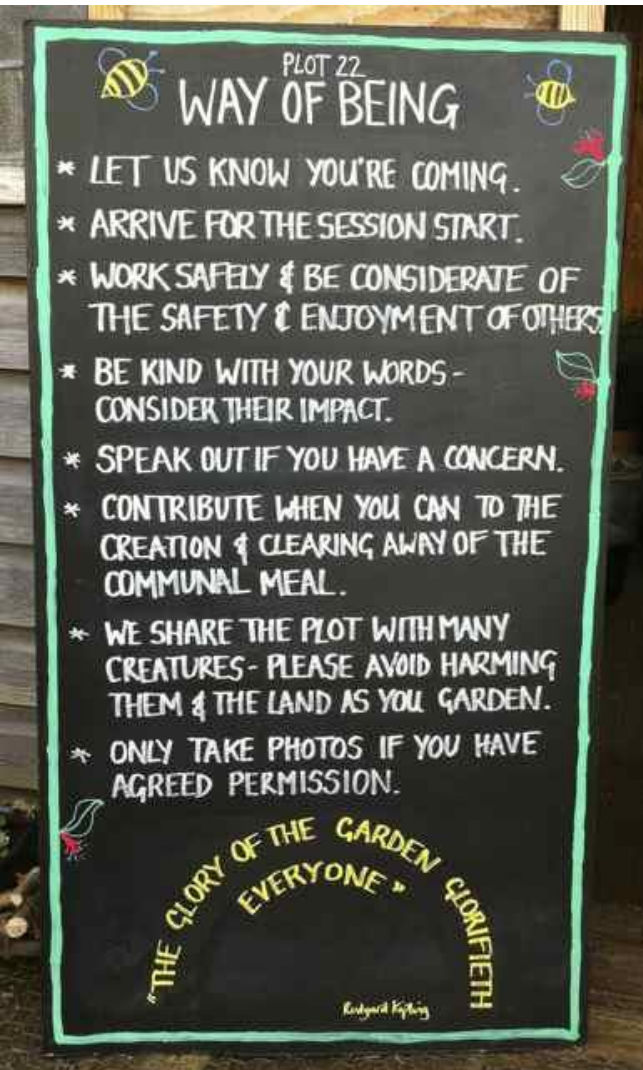 PLOT 22
WAY OF BEING
* LET US KNOW YOU'RE COMING.
* ARRIVE FOR THE SESSION START.
* WORK SAFELY & BE CONSIDERATE OF
THE SAFETY & ENJOYMENT OF OTHERS
* BE KIND WITH YOUR WORDS -
CONSIDER THEIR IMPACT.
* SPEAK OUT IF YOU HAVE A CONCERN.
* CONTRIBUTE WHEN YOU CAN TO THE
CREATION & CLEARING AWAY OF THE
COMMUNAL MEAL.
* WE SHARE THE PLOT WITH MANY
CREATURES - PLEASE AVOID HARMING
THEM & THE LAND AS YOU GARDEN.
* ONLY TAKE PHOTOS IF YOU HAVE
AGREED PERMISSION.
"THE GLORY OF THE GARDEN GLORIFIETH
EVERYONE"
Rudyard Kipling